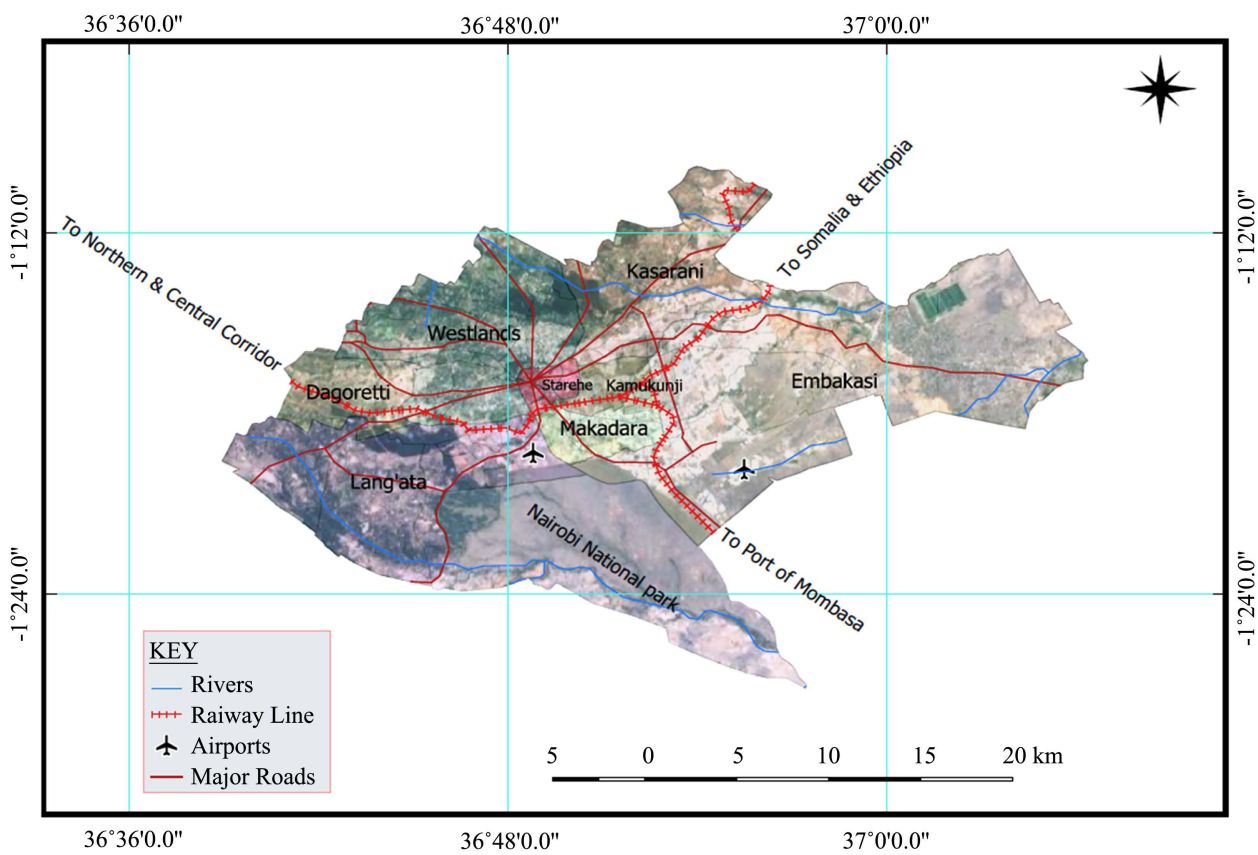 36°36'0.0" 36°48'0.0" 37°0'0.0"
-1°12'0.0"
-1°12'0.0"
To Northern & Central Corridor
To Somalia & Ethiopia
Kasarani
Westlands
Dagoretti
Starehe
Kamukunji
Embakasi
Makadara
Lang'ata
Nairobi National park
To Port of Mombasa
-1°24'0.0"
-1°24'0.0"
KEY
Rivers
Raiway Line
Airports
Major Roads
5 0 5 10 15 20 km
36°36'0.0" 36°48'0.0" 37°0'0.0"